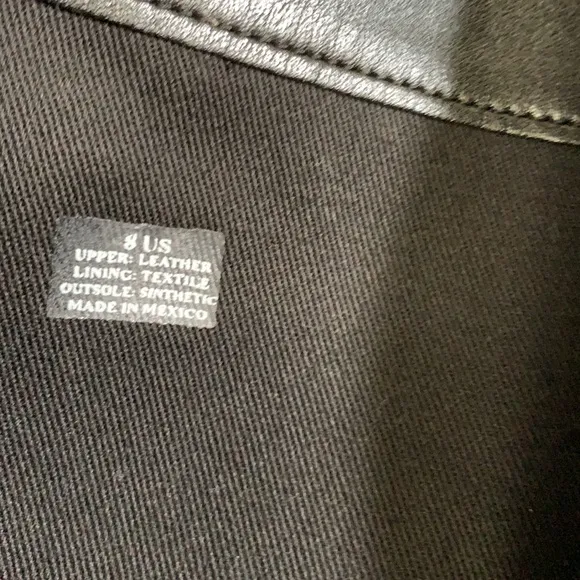 8 US
UPPER: LEATHER
LINING: TEXTILE
OUTSOLE: SINTHETIC
MADE IN MEXICO